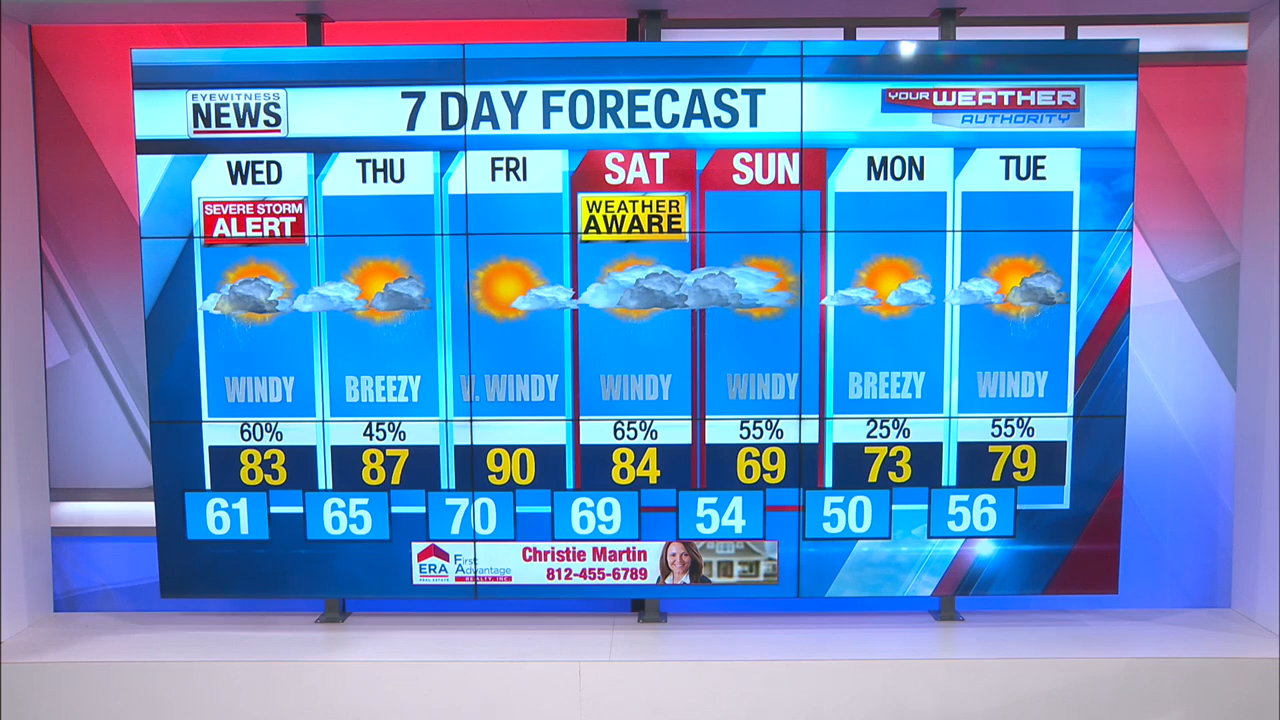 EYEWITNESS
NEWS
7 DAY FORECAST
YOUR WEATHER
AUTHORITY
WED THU FRI SAT SUN MON TUE
SEVERE STORM
ALERT
WEATHER
AWARE
WINDY BREEZY V. WINDY WINDY WINDY BREEZY WINDY
60% 45% 65% 55% 25% 55%
83 87 90 84 69 73 79
61 65 70 69 54 50 56
ERA
REAL ESTATE
First
Advantage
REALTY, INC.
Christie Martin
812-455-6789